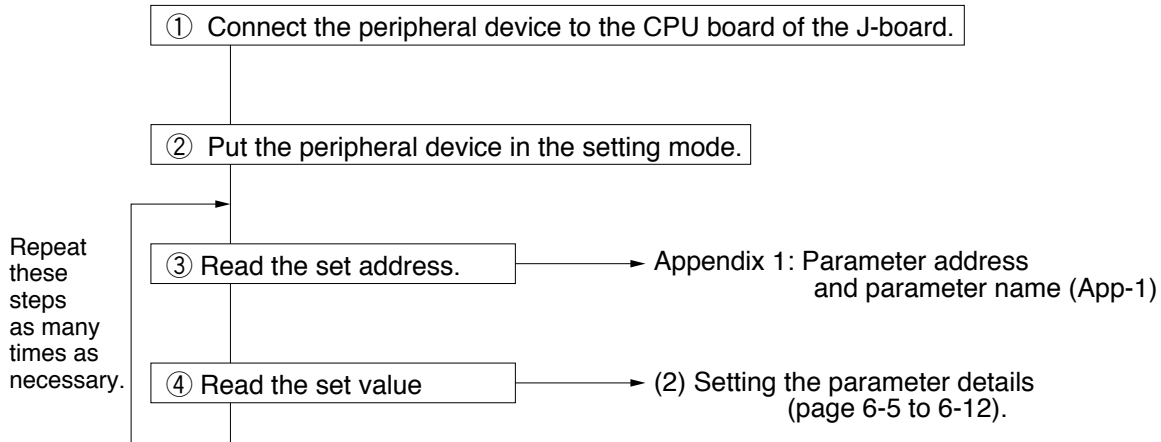 ① Connect the peripheral device to the CPU board of the J-board.
② Put the peripheral device in the setting mode.
Repeat
these
steps
as many
times as
necessary.
③ Read the set address.
Appendix 1: Parameter address
and parameter name (App-1)
④ Read the set value
(2) Setting the parameter details
(page 6-5 to 6-12).